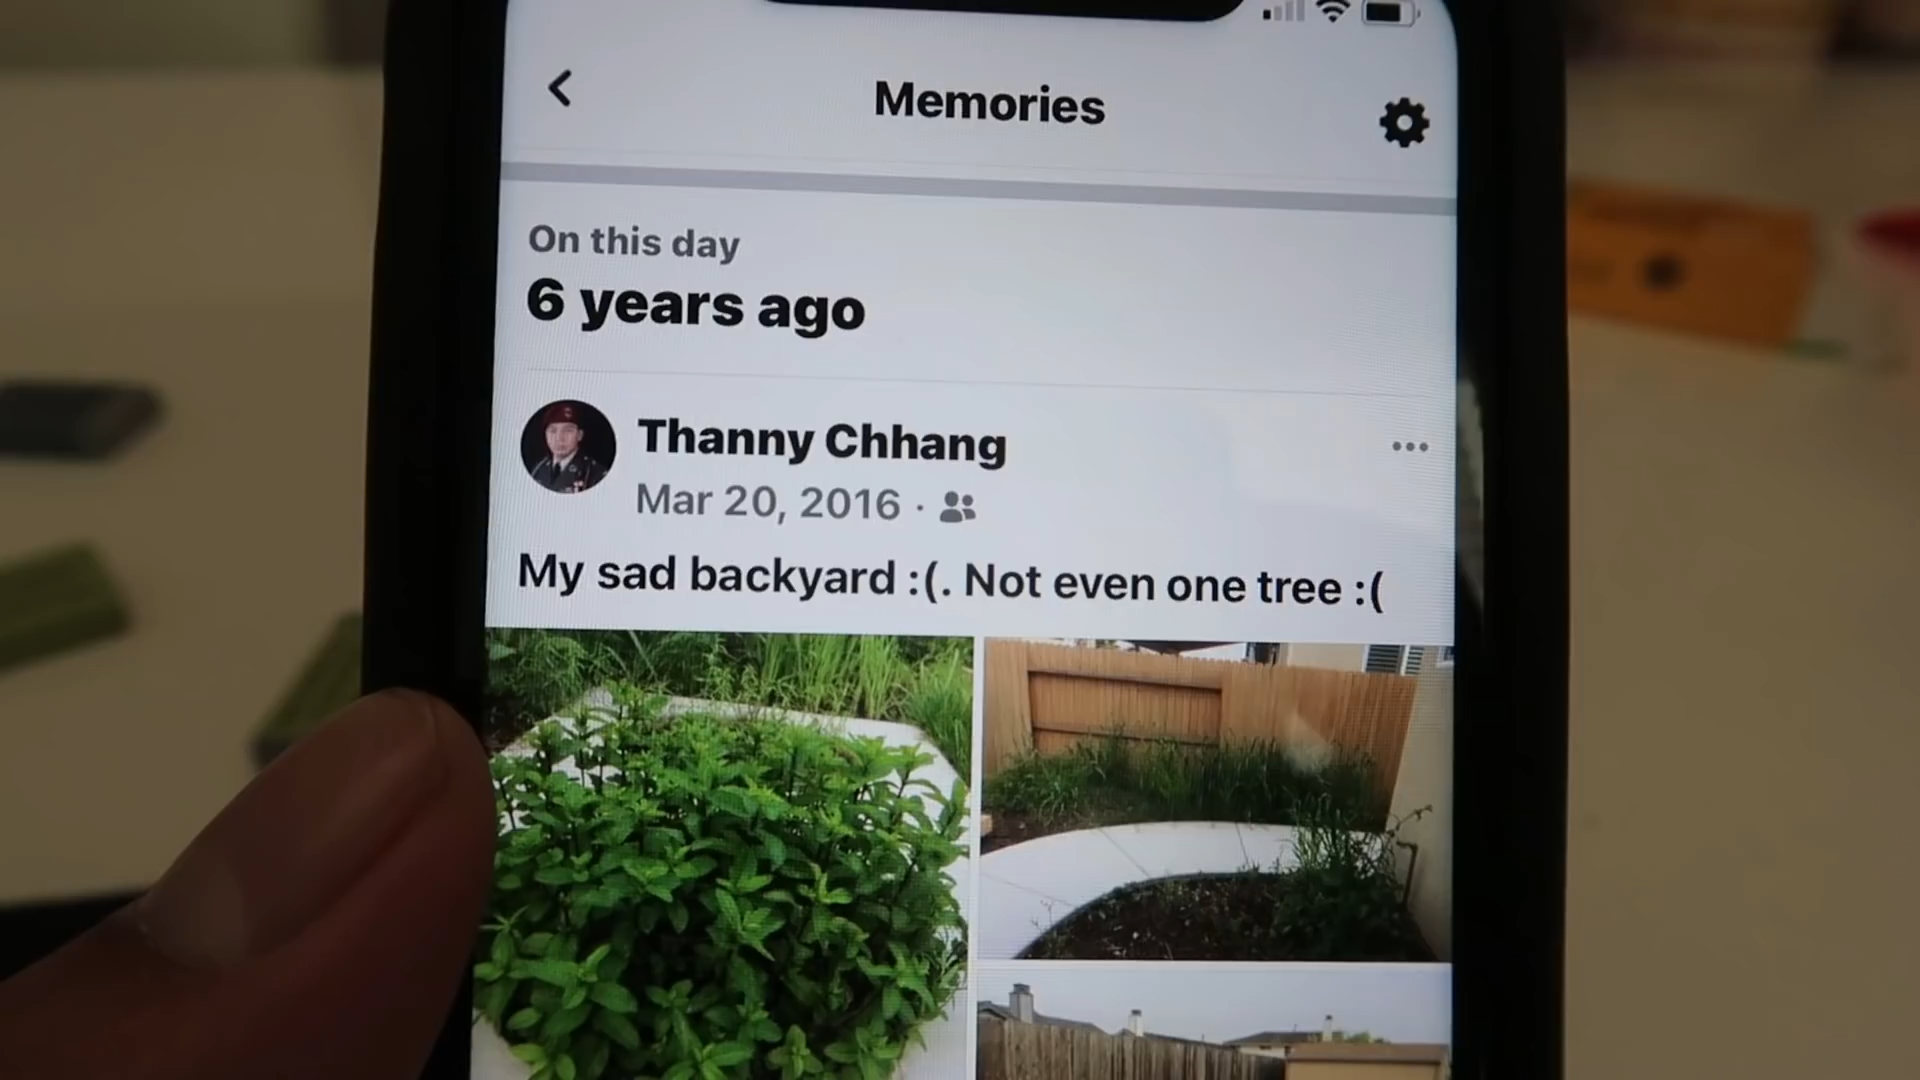 Memories
On this day
6 years ago
Thanny Chhang
Mar 20, 2016 ·
My sad backyard :(. Not even one tree :(